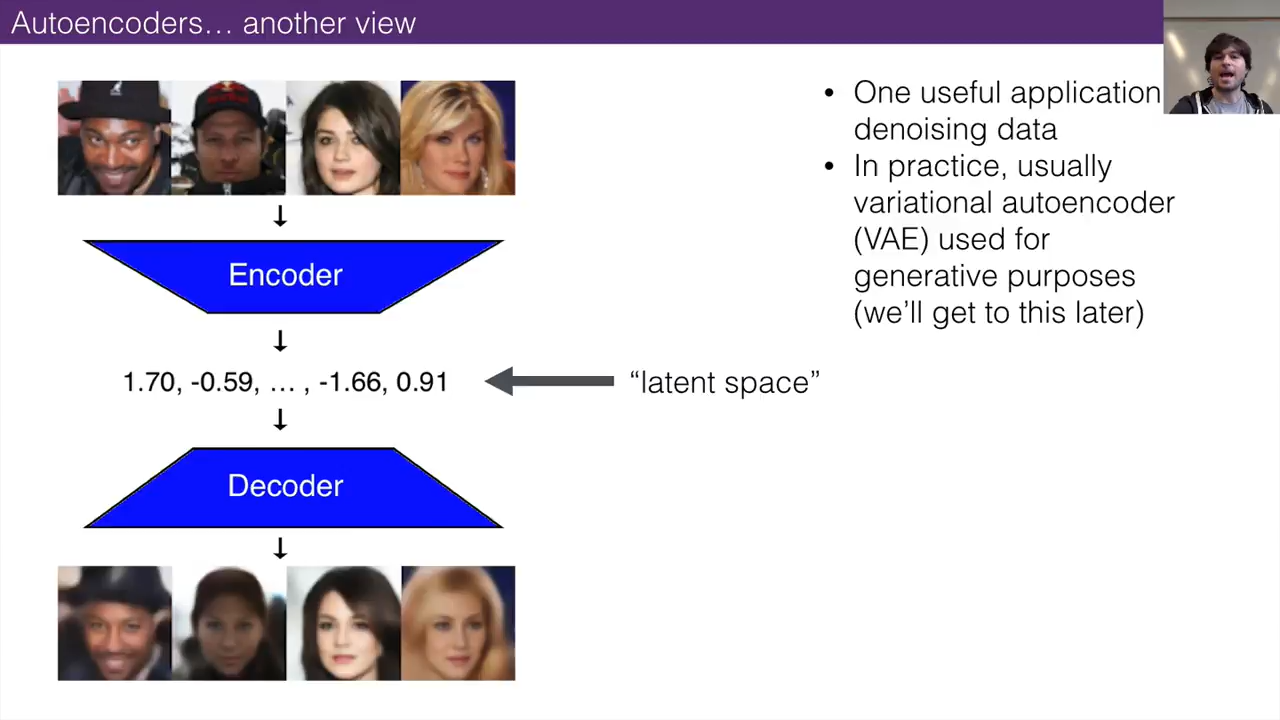 Autoencoders... another view
• One useful application
denoising data
• In practice, usually
variational autoencoder
(VAE) used for
generative purposes
(we'll get to this later)
Encoder
1.70, -0.59, ... , -1.66, 0.91
“latent space”
Decoder